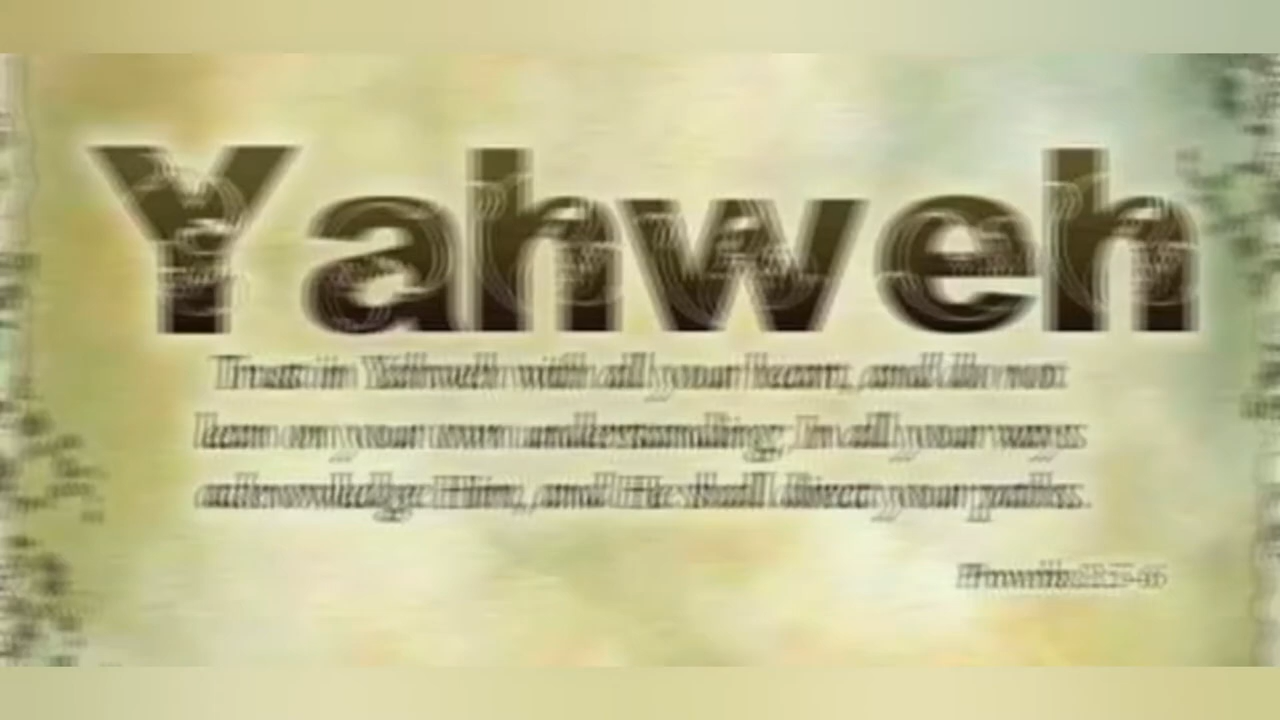 Yahweh
Trust in Yahweh with all your heart, and do not
lean on your own understanding; In all your ways
acknowledge Him, and He shall direct your paths.